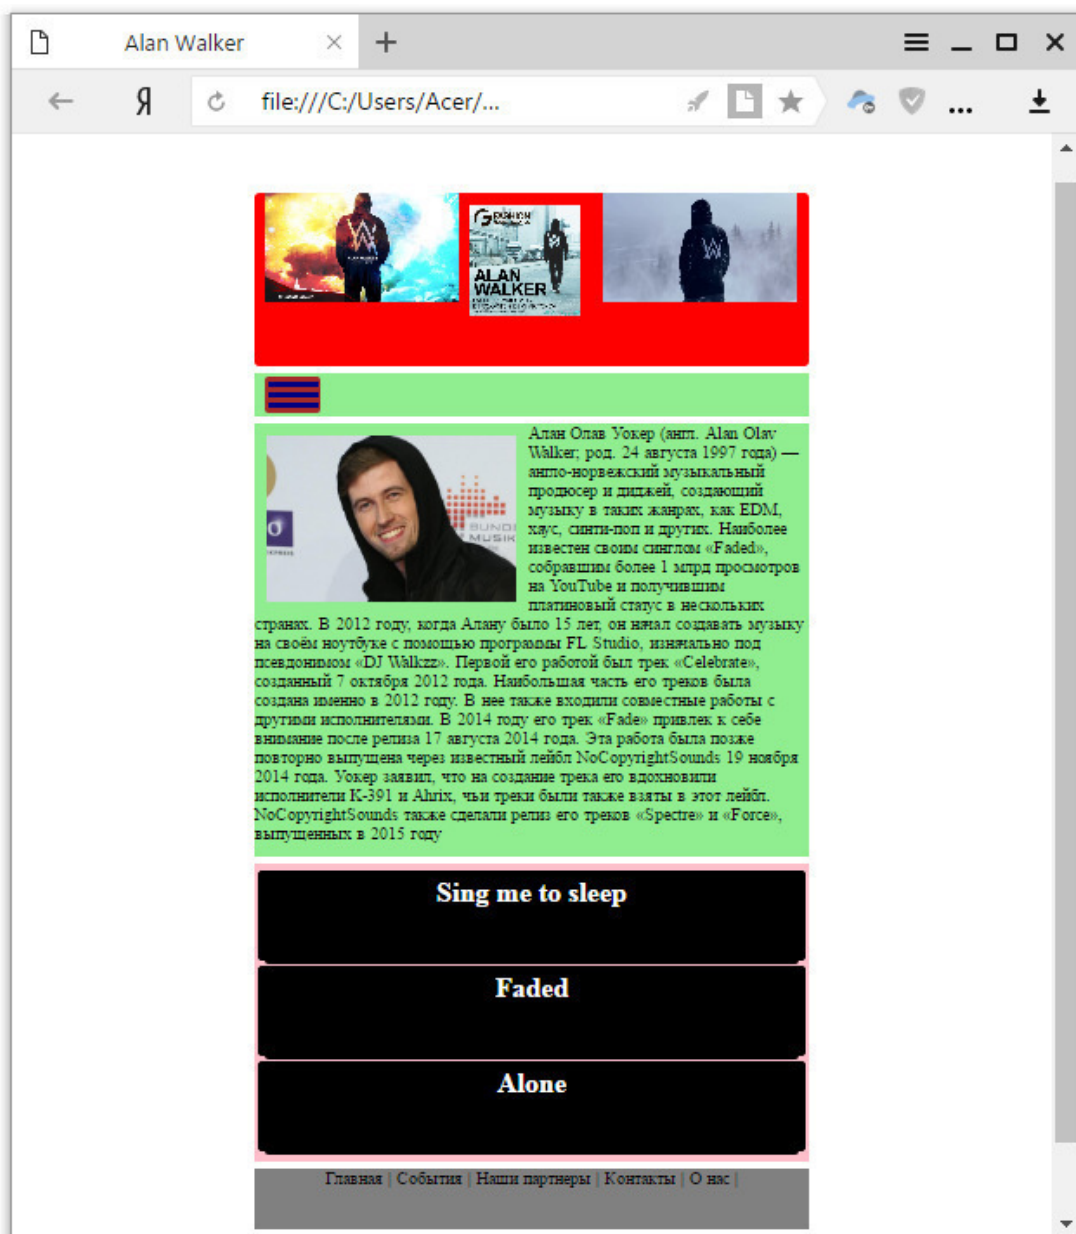 Alan Walker
Я
file:///C:/Users/Acer/...
FASHION
ALAN
WALKER
Алан Олав Уокер (англ. Alan Olav
Walker; род. 24 августа 1997 года) —
англо-норвежский музыкальный
продюсер и диджей, создающий
музыку в таких жанрах, как EDM,
хаус, синти-поп и других. Наиболее
известен своим синглом «Faded»,
собравшим более 1 млрд просмотров
на YouTube и получившим
платиновый статус в нескольких
странах. В 2012 году, когда Алану было 15 лет, он начал создавать музыку
на своём ноутбуке с помощью программы FL Studio, изначально под
псевдонимом «DJ Walkzz». Первой его работой был трек «Celebrate»,
созданный 7 октября 2012 года. Наибольшая часть его треков была
создана именно в 2012 году. В нее также входили совместные работы с
другими исполнителями. В 2014 году его трек «Fade» привлек к себе
внимание после релиза 17 августа 2014 года. Эта работа была позже
повторно выпущена через известный лейбл NoCopyrightSounds 19 ноября
2014 года. Уокер заявил, что на создание трека его вдохновили
исполнители K-391 и Ahrix, чьи треки были также взяты в этот лейбл.
NoCopyrightSounds также сделали релиз его треков «Spectre» и «Force»,
выпущенных в 2015 году
Sing me to sleep
Faded
Alone
Главная | События | Наши партнеры | Контакты | О нас |